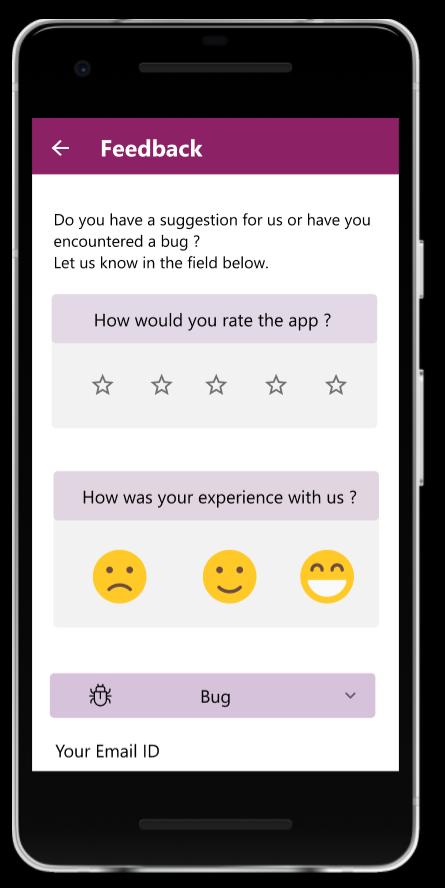 Feedback
Do you have a suggestion for us or have you
encountered a bug ?
Let us know in the field below.
How would you rate the app ?
How was your experience with us ?
Bug
Your Email ID